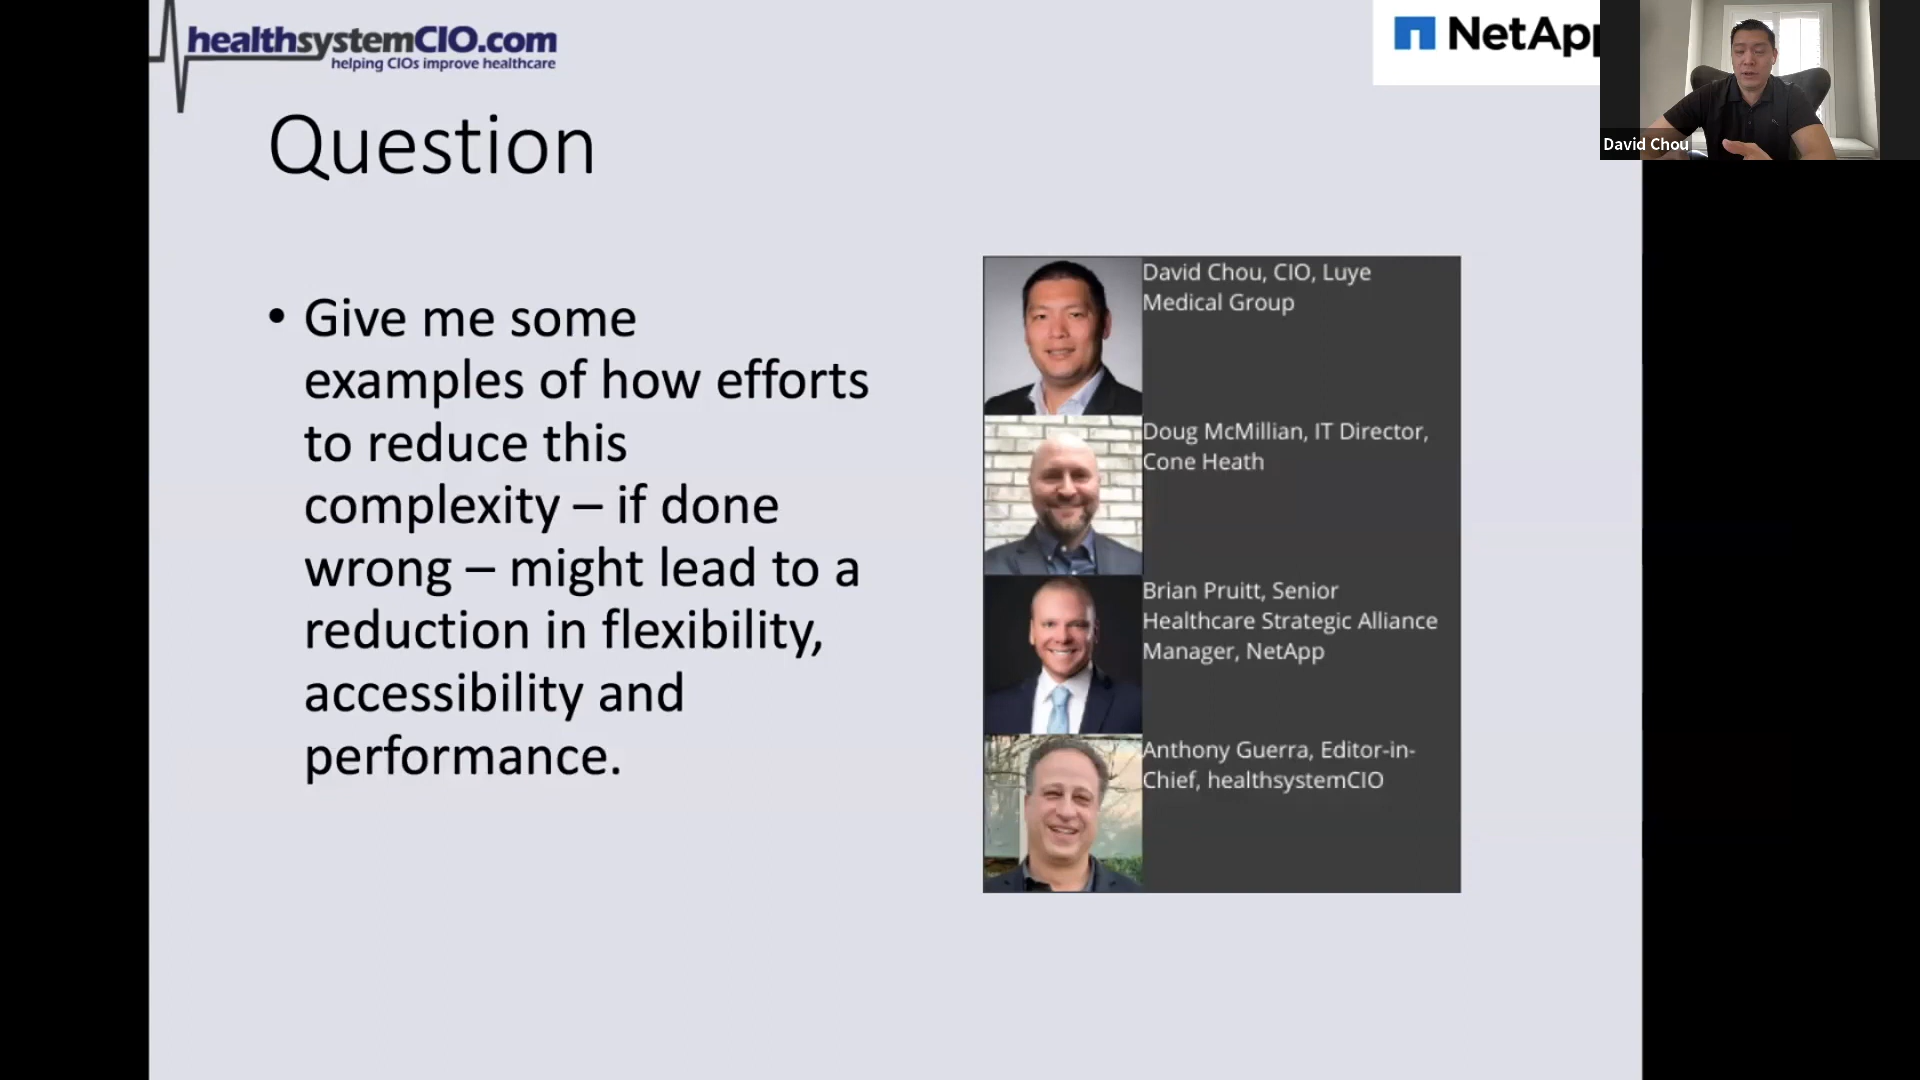 healthsystemCIO.com
helping CIOs improve healthcare
NetApp
David Chou
Question
• Give me some
examples of how efforts
to reduce this
complexity – if done
wrong – might lead to a
reduction in flexibility,
accessibility and
performance.
David Chou, CIO, Luye
Medical Group
Doug McMillian, IT Director,
Cone Heath
Brian Pruitt, Senior
Healthcare Strategic Alliance
Manager, NetApp
Anthony Guerra, Editor-in-
Chief, healthsystemCIO